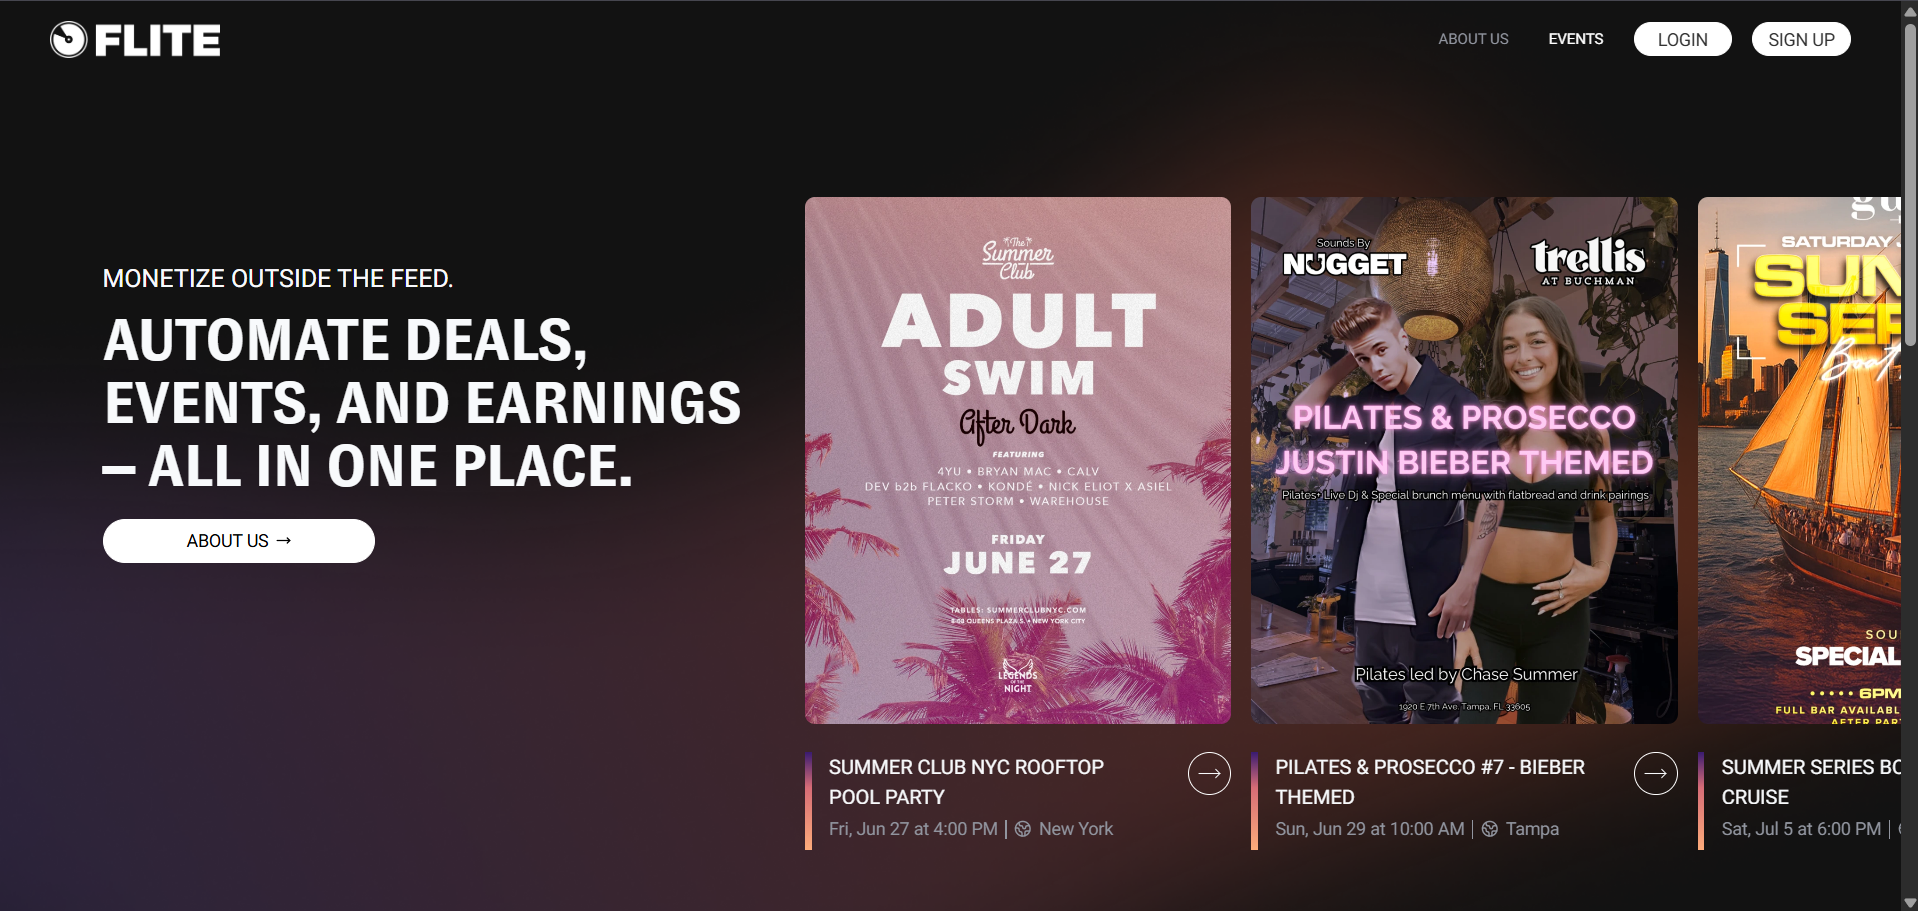 FLITE
ABOUT US
EVENTS
LOGIN
SIGN UP
MONETIZE OUTSIDE THE FEED.
AUTOMATE DEALS,
EVENTS, AND EARNINGS
– ALL IN ONE PLACE.
ABOUT US →
The
Summer
Club
ADULT
SWIM
After Dark
FEATURING
4YU • BRYAN MAC • CALV
DEV b2b FLACKO • KONDÉ • NICK ELIOT X ASIEL
PETER STORM • WAREHOUSE
FRIDAY
JUNE 27
TABLES: SUMMERCLUBNYC.COM
QUEENS PLAZA S. • NEW YORK CITY
LEGENDS
OF THE
NIGHT
SUMMER CLUB NYC ROOFTOP
POOL PARTY
Fri, Jun 27 at 4:00 PM | New York
Sounds By
NUGGET
trellis
AT BUCHMAN
PILATES & PROSECCO
JUSTIN BIEBER THEMED
Pilates+ Live Dj & Special brunch menu with flatbread and drink pairings
Pilates led by Chase Summer
1920 E 7th Ave. Tampa, FL 33605
PILATES & PROSECCO #7 - BIEBER
THEMED
Sun, Jun 29 at 10:00 AM | Tampa
gu
SATURDAY J
SUN
SER
Boat
SOU
SPECIAL
••••• 6PM
FULL BAR AVAILABL
AFTER PAR
SUMMER SERIES BO
CRUISE
Sat, Jul 5 at 6:00 PM |